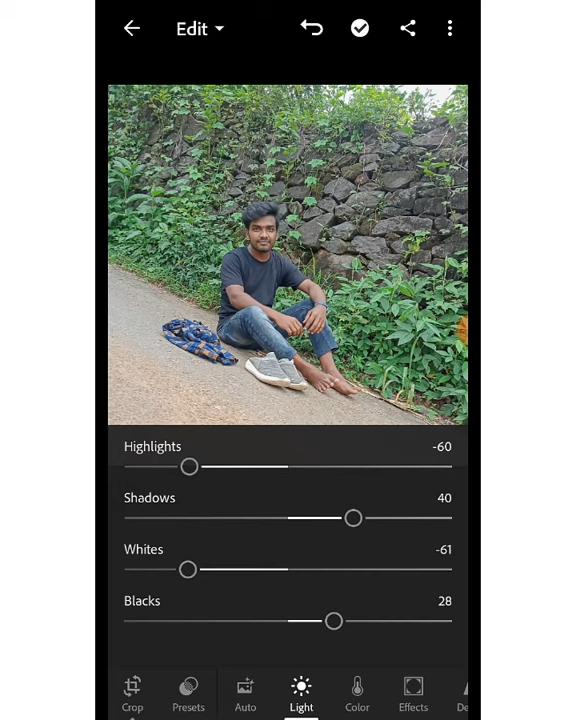 Edit
Highlights -60
Shadows 40
Whites -61
Blacks 28
Crop Presets Auto Light Color Effects